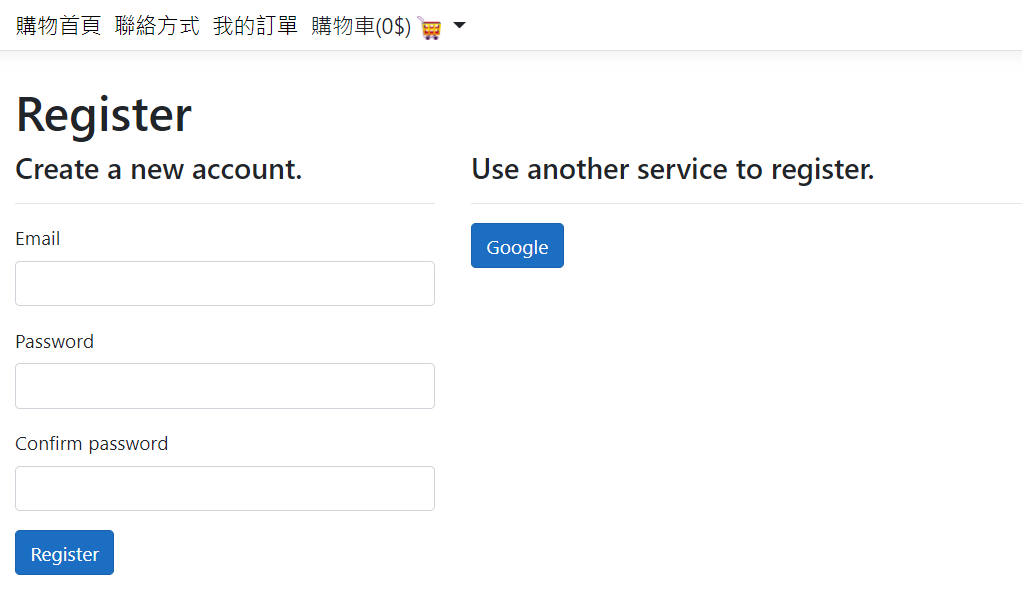 購物首頁 聯絡方式 我的訂單 購物車(0$)
Register
Create a new account.
Email
Password
Confirm password
Register
Use another service to register.
Google